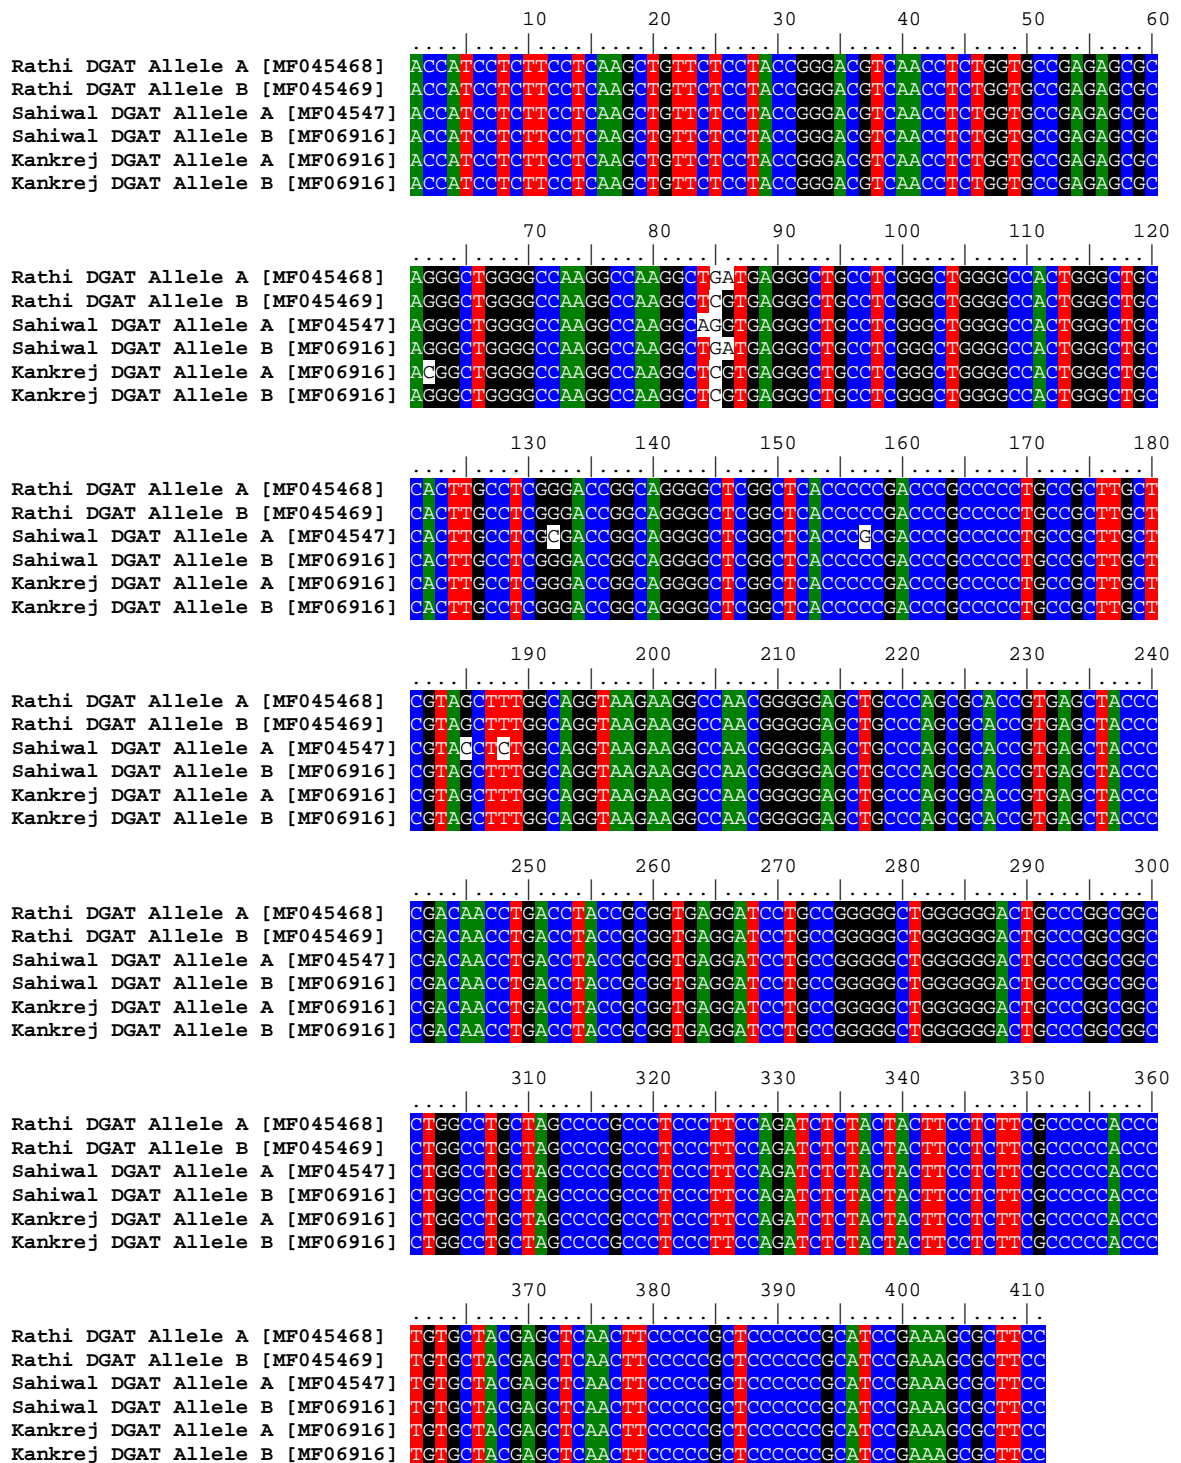 10 20 30 40 50 60
....|....|....|....|....|....|....|....|....|....|....|....|
Rathi DGAT Allele A [MF045468] ACCATCCTCTTCCTCAAGCTGTTCTCCTACCGGGACGTCAACCTCTGGTGCCGAGAGCGC
Rathi DGAT Allele B [MF045469] ACCATCCTCTTCCTCAAGCTGTTCTCCTACCGGGACGTCAACCTCTGGTGCCGAGAGCGC
Sahiwal DGAT Allele A [MF04547] ACCATCCTCTTCCTCAAGCTGTTCTCCTACCGGGACGTCAACCTCTGGTGCCGAGAGCGC
Sahiwal DGAT Allele B [MF06916] ACCATCCTCTTCCTCAAGCTGTTCTCCTACCGGGACGTCAACCTCTGGTGCCGAGAGCGC
Kankrej DGAT Allele A [MF06916] ACCATCCTCTTCCTCAAGCTGTTCTCCTACCGGGACGTCAACCTCTGGTGCCGAGAGCGC
Kankrej DGAT Allele B [MF06916] ACCATCCTCTTCCTCAAGCTGTTCTCCTACCGGGACGTCAACCTCTGGTGCCGAGAGCGC
70 80 90 100 110 120
....|....|....|....|....|....|....|....|....|....|....|....|
Rathi DGAT Allele A [MF045468] AGGGCTGGGGCCAAGGCCAAGGCTGATGAGGGCTGCCTCGGGCTGGGGCCACTGGGCTGC
Rathi DGAT Allele B [MF045469] AGGGCTGGGGCCAAGGCCAAGGCTCGTGAGGGCTGCCTCGGGCTGGGGCCACTGGGCTGC
Sahiwal DGAT Allele A [MF04547] AGGGCTGGGGCCAAGGCCAAGGCAGGTGAGGGCTGCCTCGGGCTGGGGCCACTGGGCTGC
Sahiwal DGAT Allele B [MF06916] AGGGCTGGGGCCAAGGCCAAGGCTGATGAGGGCTGCCTCGGGCTGGGGCCACTGGGCTGC
Kankrej DGAT Allele A [MF06916] ACGGCTGGGGCCAAGGCCAAGGCTCGTGAGGGCTGCCTCGGGCTGGGGCCACTGGGCTGC
Kankrej DGAT Allele B [MF06916] AGGGCTGGGGCCAAGGCCAAGGCTCGTGAGGGCTGCCTCGGGCTGGGGCCACTGGGCTGC
130 140 150 160 170 180
....|....|....|....|....|....|....|....|....|....|....|....|
Rathi DGAT Allele A [MF045468] CACTTGCCTCGGGACCGGCAGGGGCTCGGCTCACCCCCGACCCGCCCCCTGCCGCTTGCT
Rathi DGAT Allele B [MF045469] CACTTGCCTCGGGACCGGCAGGGGCTCGGCTCACCCCCGACCCGCCCCCTGCCGCTTGCT
Sahiwal DGAT Allele A [MF04547] CACTTGCCTCGCGACCGGCAGGGGCTCGGCTCACCCGCGACCCGCCCCCTGCCGCTTGCT
Sahiwal DGAT Allele B [MF06916] CACTTGCCTCGGGACCGGCAGGGGCTCGGCTCACCCCCGACCCGCCCCCTGCCGCTTGCT
Kankrej DGAT Allele A [MF06916] CACTTGCCTCGGGACCGGCAGGGGCTCGGCTCACCCCCGACCCGCCCCCTGCCGCTTGCT
Kankrej DGAT Allele B [MF06916] CACTTGCCTCGGGACCGGCAGGGGCTCGGCTCACCCCCGACCCGCCCCCTGCCGCTTGCT
190 200 210 220 230 240
....|....|....|....|....|....|....|....|....|....|....|....|
Rathi DGAT Allele A [MF045468] CGTAGCTTTGGCAGGTAAGAAGGCCAACGGGGGAGCTGCCCAGCGCACCGTGAGCTACCC
Rathi DGAT Allele B [MF045469] CGTAGCTTTGGCAGGTAAGAAGGCCAACGGGGGAGCTGCCCAGCGCACCGTGAGCTACCC
Sahiwal DGAT Allele A [MF04547] CGTACCTCTGGCAGGTAAGAAGGCCAACGGGGGAGCTGCCCAGCGCACCGTGAGCTACCC
Sahiwal DGAT Allele B [MF06916] CGTAGCTTTGGCAGGTAAGAAGGCCAACGGGGGAGCTGCCCAGCGCACCGTGAGCTACCC
Kankrej DGAT Allele A [MF06916] CGTAGCTTTGGCAGGTAAGAAGGCCAACGGGGGAGCTGCCCAGCGCACCGTGAGCTACCC
Kankrej DGAT Allele B [MF06916] CGTAGCTTTGGCAGGTAAGAAGGCCAACGGGGGAGCTGCCCAGCGCACCGTGAGCTACCC
250 260 270 280 290 300
....|....|....|....|....|....|....|....|....|....|....|....|
Rathi DGAT Allele A [MF045468] CGACAACCTGACCTACCGCGGTGAGGATCCTGCCGGGGGCTGGGGGGACTGCCCGGCGGC
Rathi DGAT Allele B [MF045469] CGACAACCTGACCTACCGCGGTGAGGATCCTGCCGGGGGCTGGGGGGACTGCCCGGCGGC
Sahiwal DGAT Allele A [MF04547] CGACAACCTGACCTACCGCGGTGAGGATCCTGCCGGGGGCTGGGGGGACTGCCCGGCGGC
Sahiwal DGAT Allele B [MF06916] CGACAACCTGACCTACCGCGGTGAGGATCCTGCCGGGGGCTGGGGGGACTGCCCGGCGGC
Kankrej DGAT Allele A [MF06916] CGACAACCTGACCTACCGCGGTGAGGATCCTGCCGGGGGCTGGGGGGACTGCCCGGCGGC
Kankrej DGAT Allele B [MF06916] CGACAACCTGACCTACCGCGGTGAGGATCCTGCCGGGGGCTGGGGGGACTGCCCGGCGGC
310 320 330 340 350 360
....|....|....|....|....|....|....|....|....|....|....|....|
Rathi DGAT Allele A [MF045468] CTGGCCTGCTAGCCCCGCCCTCCCTTCCAGATCTCTACTACTTCCTCTTCGCCCCCACCC
Rathi DGAT Allele B [MF045469] CTGGCCTGCTAGCCCCGCCCTCCCTTCCAGATCTCTACTACTTCCTCTTCGCCCCCACCC
Sahiwal DGAT Allele A [MF04547] CTGGCCTGCTAGCCCCGCCCTCCCTTCCAGATCTCTACTACTTCCTCTTCGCCCCCACCC
Sahiwal DGAT Allele B [MF06916] CTGGCCTGCTAGCCCCGCCCTCCCTTCCAGATCTCTACTACTTCCTCTTCGCCCCCACCC
Kankrej DGAT Allele A [MF06916] CTGGCCTGCTAGCCCCGCCCTCCCTTCCAGATCTCTACTACTTCCTCTTCGCCCCCACCC
Kankrej DGAT Allele B [MF06916] CTGGCCTGCTAGCCCCGCCCTCCCTTCCAGATCTCTACTACTTCCTCTTCGCCCCCACCC
370 380 390 400 410
....|....|....|....|....|....|....|....|....|....|.
Rathi DGAT Allele A [MF045468] TGTGCTACGAGCTCAACTTCCCCCGCTCCCCCCGCATCCGAAAGCGCTTCC
Rathi DGAT Allele B [MF045469] TGTGCTACGAGCTCAACTTCCCCCGCTCCCCCCGCATCCGAAAGCGCTTCC
Sahiwal DGAT Allele A [MF04547] TGTGCTACGAGCTCAACTTCCCCCGCTCCCCCCGCATCCGAAAGCGCTTCC
Sahiwal DGAT Allele B [MF06916] TGTGCTACGAGCTCAACTTCCCCCGCTCCCCCCGCATCCGAAAGCGCTTCC
Kankrej DGAT Allele A [MF06916] TGTGCTACGAGCTCAACTTCCCCCGCTCCCCCCGCATCCGAAAGCGCTTCC
Kankrej DGAT Allele B [MF06916] TGTGCTACGAGCTCAACTTCCCCCGCTCCCCCCGCATCCGAAAGCGCTTCC